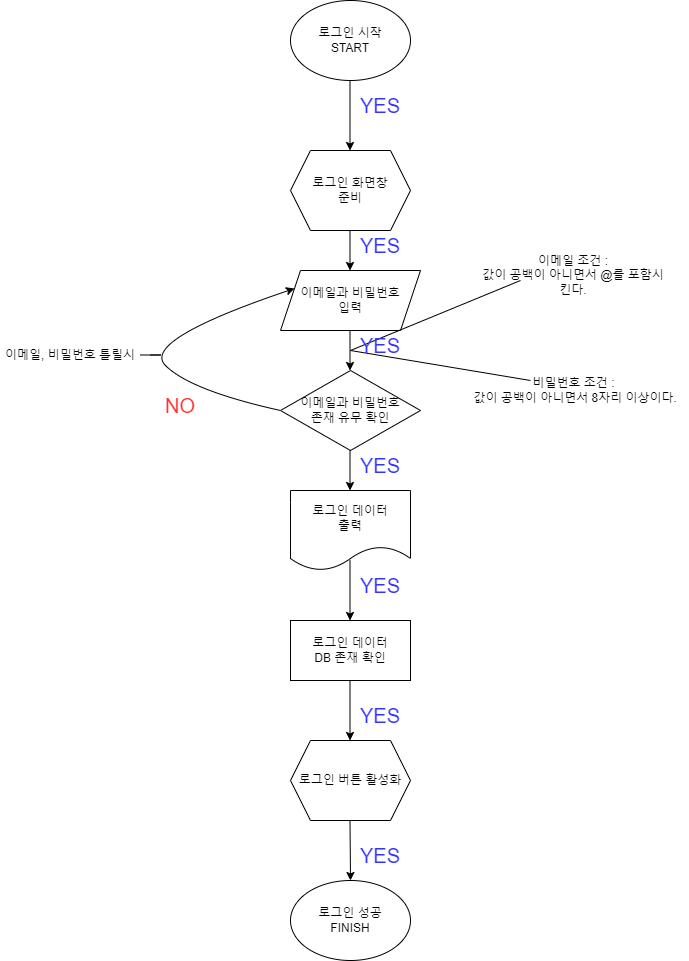 로그인 시작
START
YES
로그인 화면창
준비
YES
이메일 조건 :
값이 공백이 아니면서 @를 포함시
킨다.
이메일과 비밀번호
입력
YES
이메일, 비밀번호 틀릴시
비밀번호 조건 :
값이 공백이 아니면서 8자리 이상이다.
NO
이메일과 비밀번호
존재 유무 확인
YES
로그인 데이터
출력
YES
로그인 데이터
DB 존재 확인
YES
로그인 버튼 활성화
YES
로그인 성공
FINISH